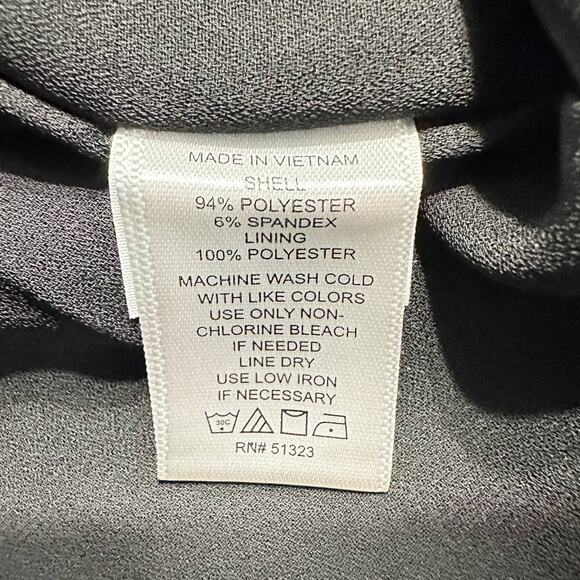 MADE IN VIETNAM
SHELL
94% POLYESTER
6% SPANDEX
LINING
100% POLYESTER
MACHINE WASH COLD
WITH LIKE COLORS
USE ONLY NON-
CHLORINE BLEACH
IF NEEDED
LINE DRY
USE LOW IRON
IF NECESSARY
30C
RN# 51323